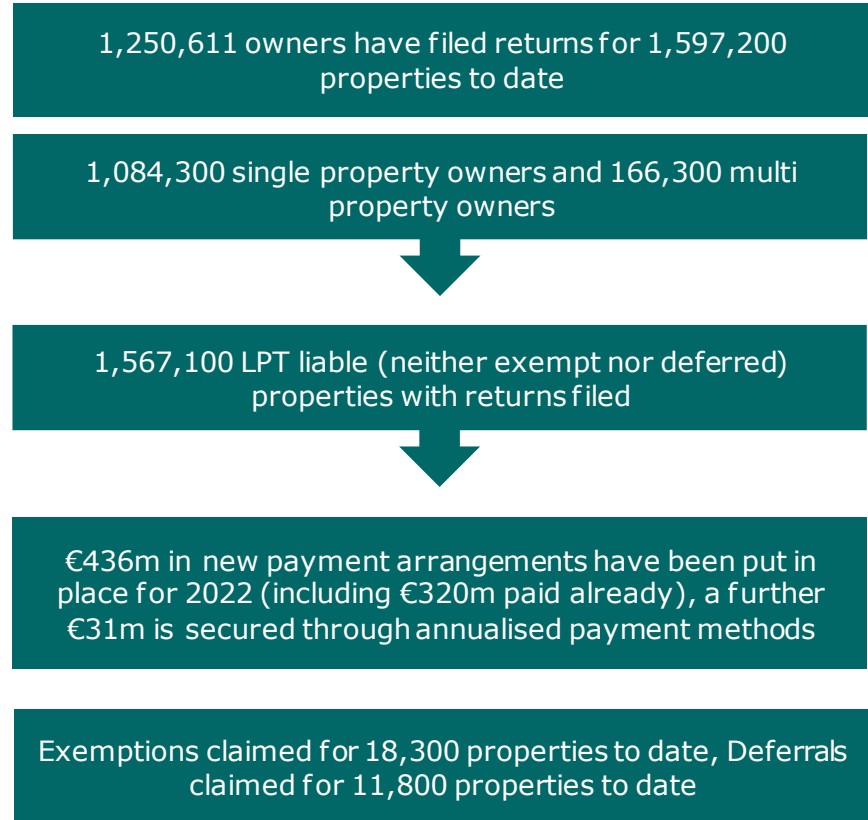 1,250,611 owners have filed returns for 1,597,200
properties to date
1,084,300 single property owners and 166,300 multi
property owners
1,567,100 LPT liable (neither exempt nor deferred)
properties with returns filed
€436m in new payment arrangements have been put in
place for 2022 (including €320m paid already), a further
€31m is secured through annualised payment methods
Exemptions claimed for 18,300 properties to date, Deferrals
claimed for 11,800 properties to date